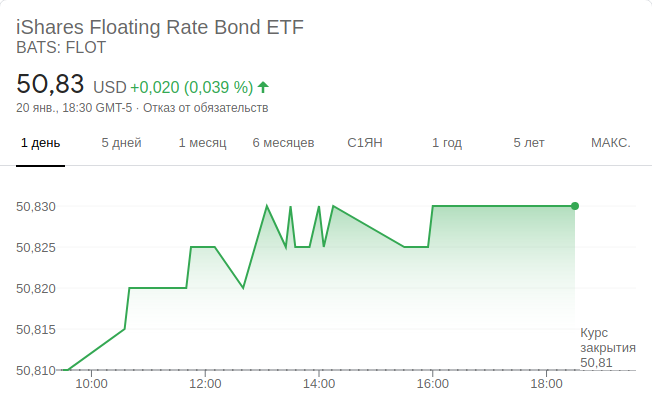 iShares Floating Rate Bond ETF
BATS: FLOT
50,83 USD +0,020 (0,039 %)
20 янв., 18:30 GMT-5 · Отказ от обязательств
1 день 5 дней 1 месяц 6 месяцев С1ЯН 1 год 5 лет МАКС.
50,830
50,825
50,820
50,815
50,810
Курс
закрытия
50,81
10:00 12:00 14:00 16:00 18:00